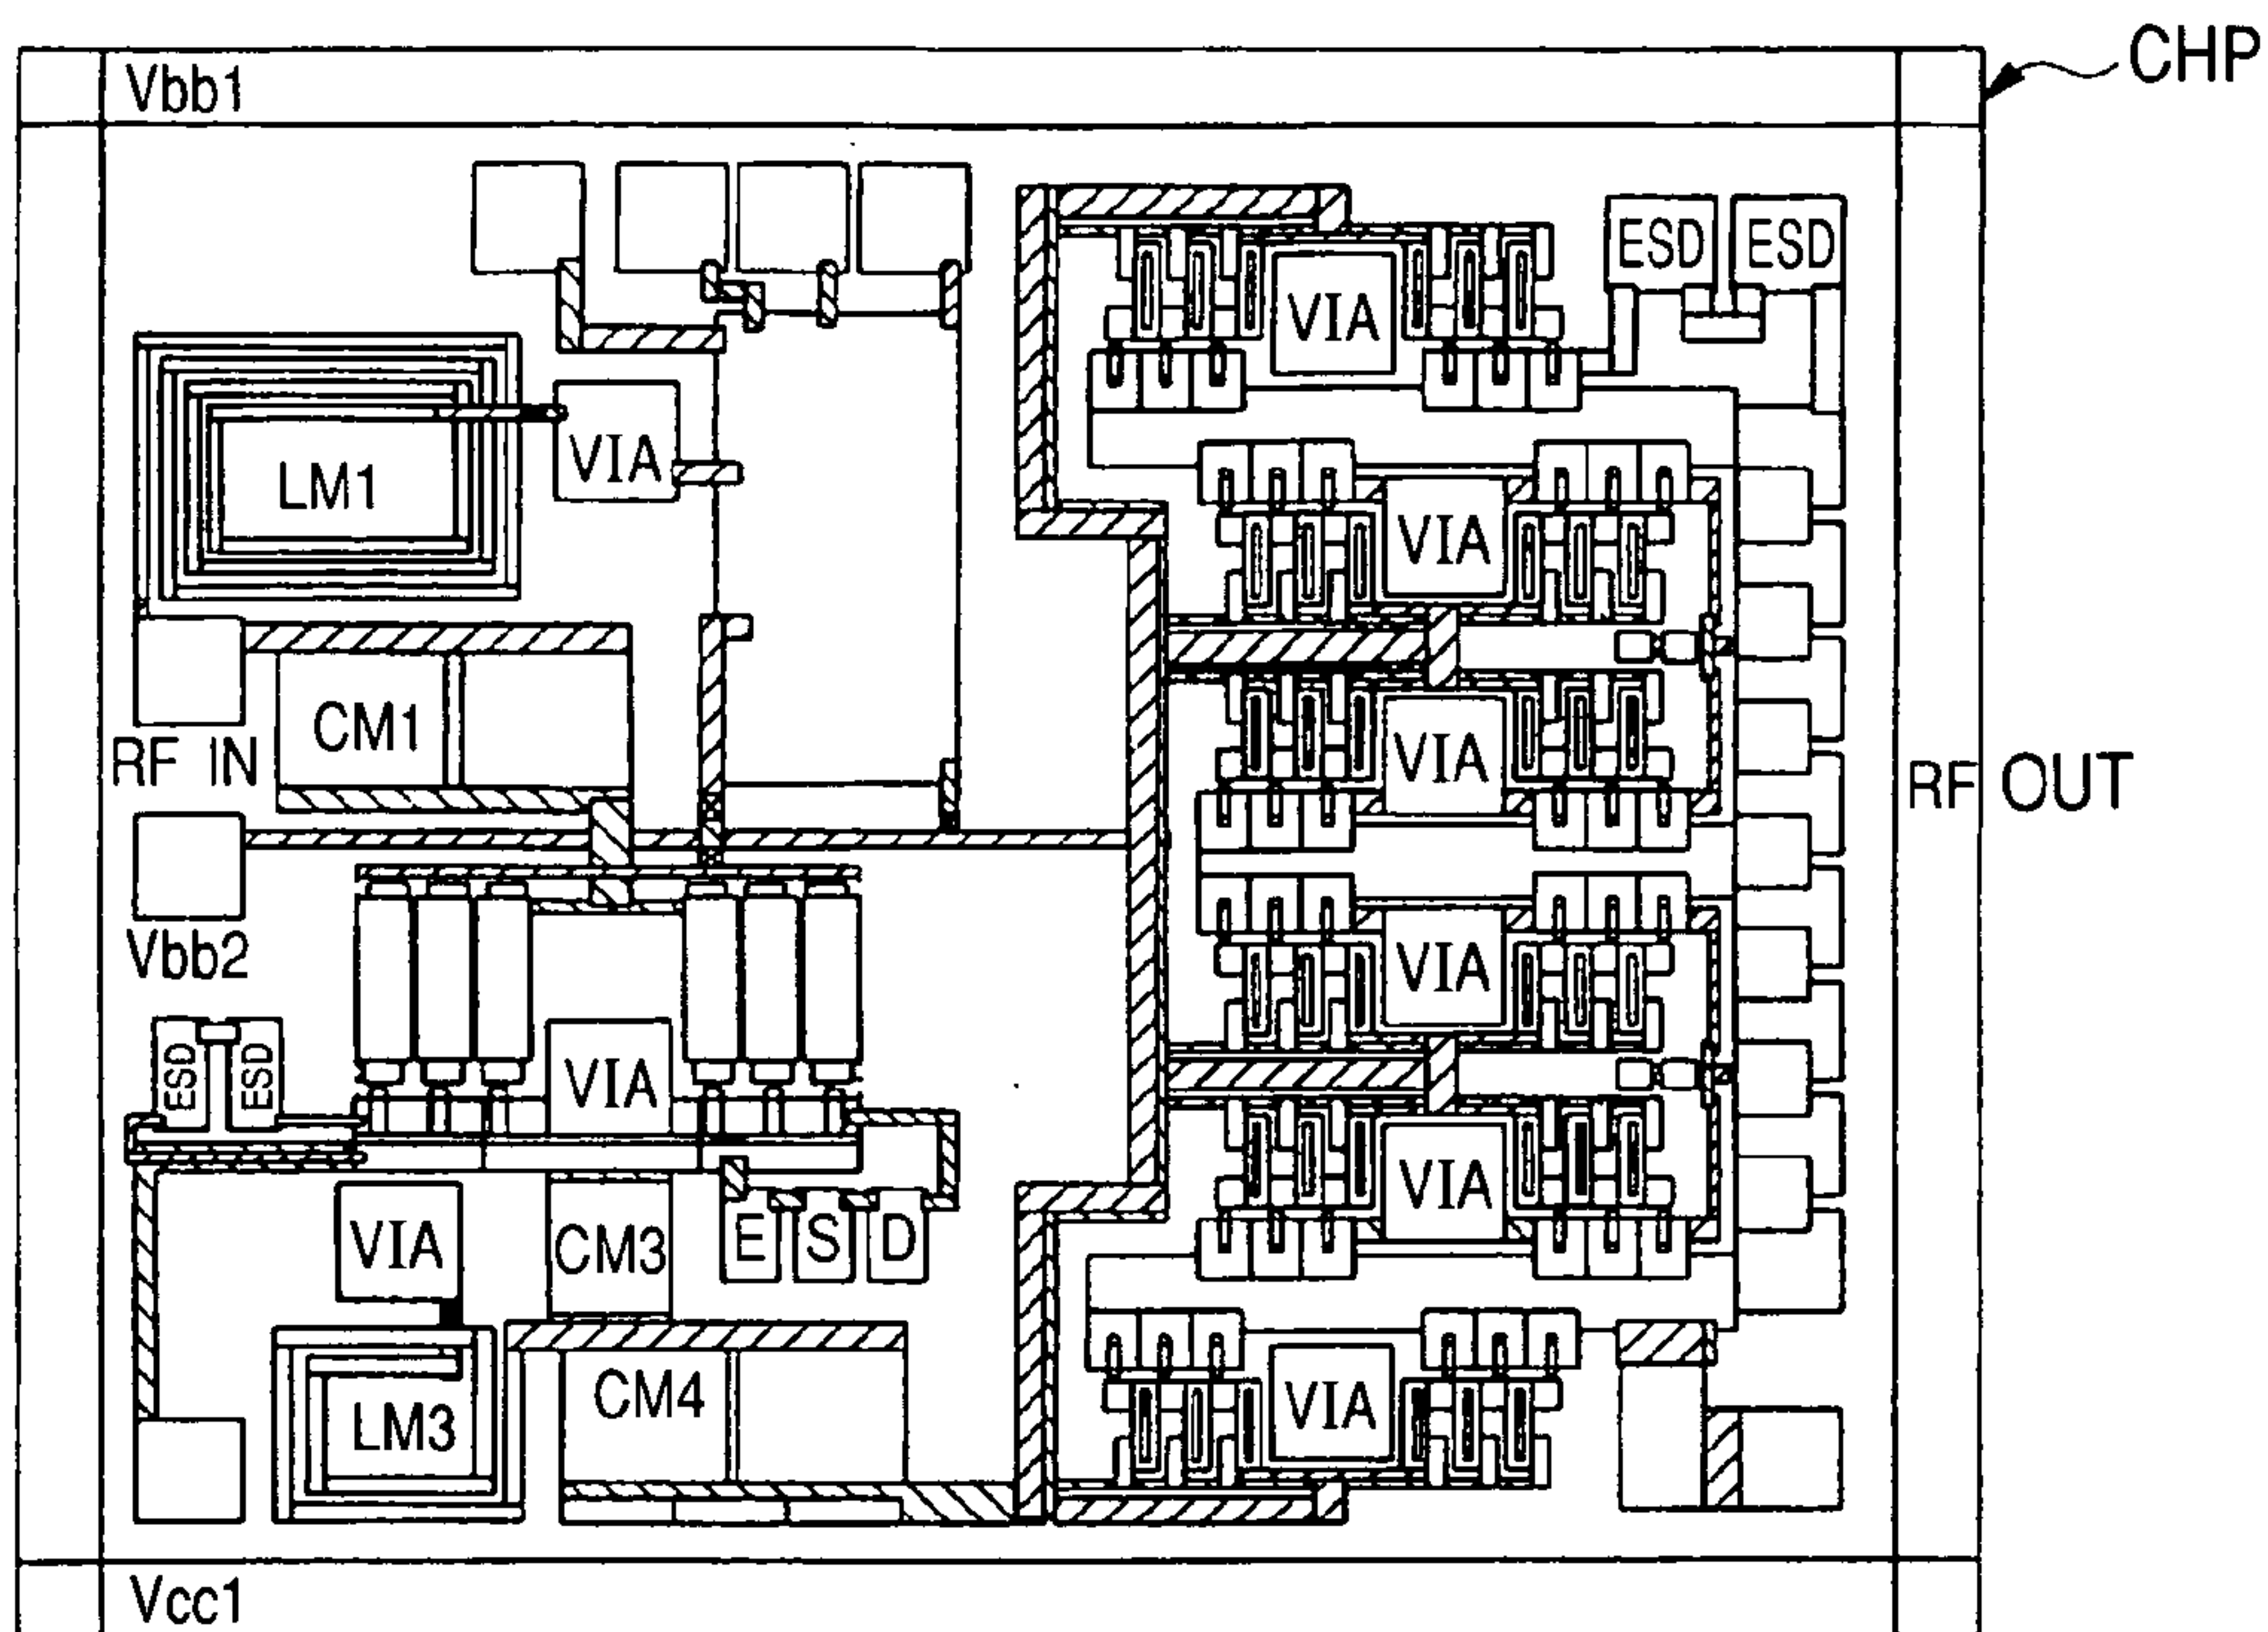 CHP
Vbb1
ESD ESD
VIA
VIA
LM1
VIA
CM1
RF IN
VIA
RF OUT
Vbb2
VIA
ESD ESD
VIA
VIA
VIA
CM3
E S D
LM3
CM4
VIA
Vcc1